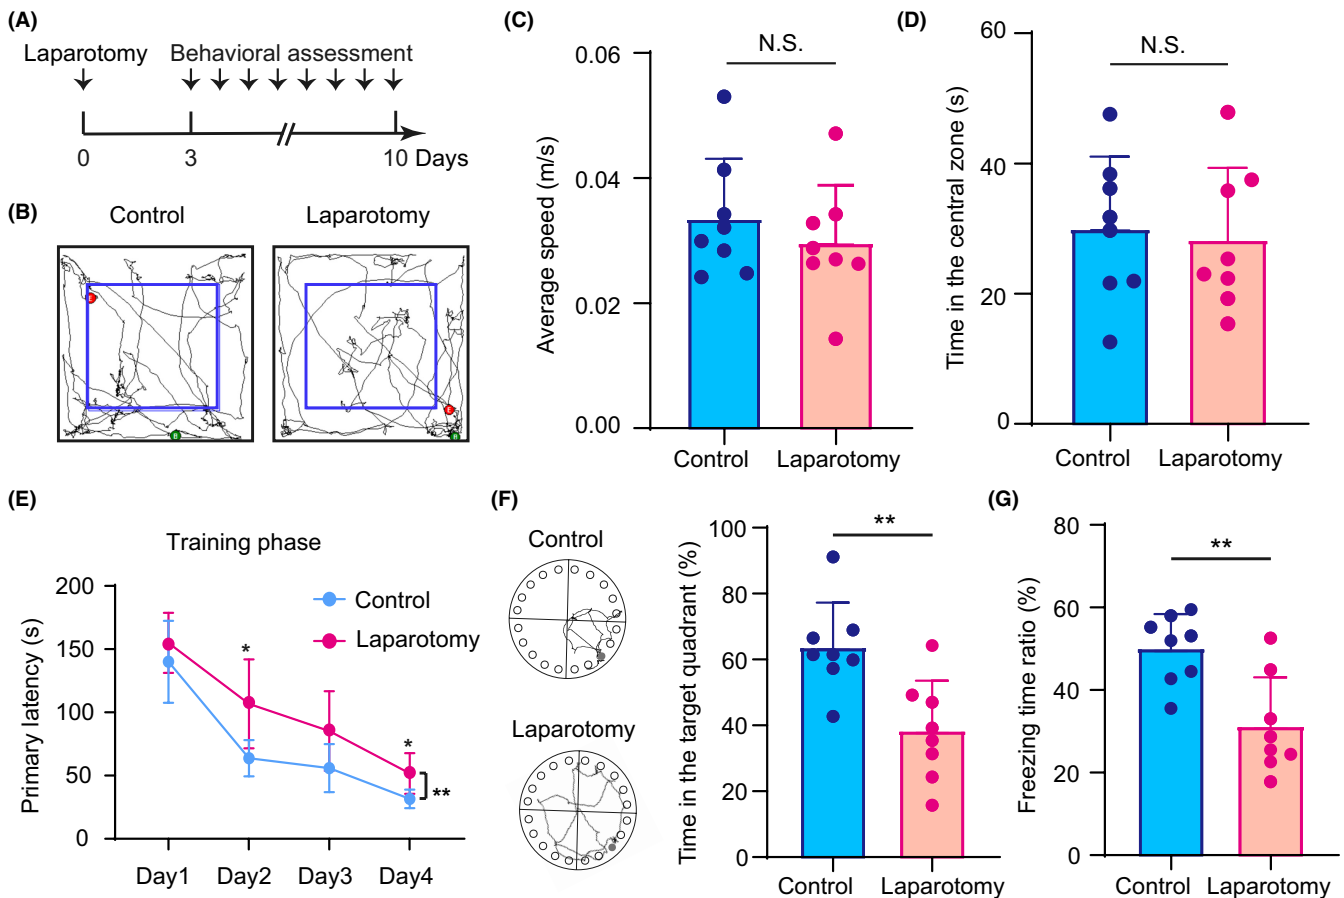 (A)
Laparotomy Behavioral assessment
0 3 10 Days
(B)
Control Laparotomy
(C)
N.S.
Average speed (m/s)
0.06
0.04
0.02
0.00
Control Laparotomy
(D)
N.S.
Time in the central zone (s)
60
40
20
0
Control Laparotomy
(E)
Training phase
Control
Laparotomy
Primary latency (s)
200
150
100
50
0
*
*
**
Day1 Day2 Day3 Day4
(F)
Control
Laparotomy
**
Time in the target quadrant (%)
100
80
60
40
20
0
Control Laparotomy
(G)
**
Freezing time ratio (%)
80
60
40
20
0
Control Laparotomy